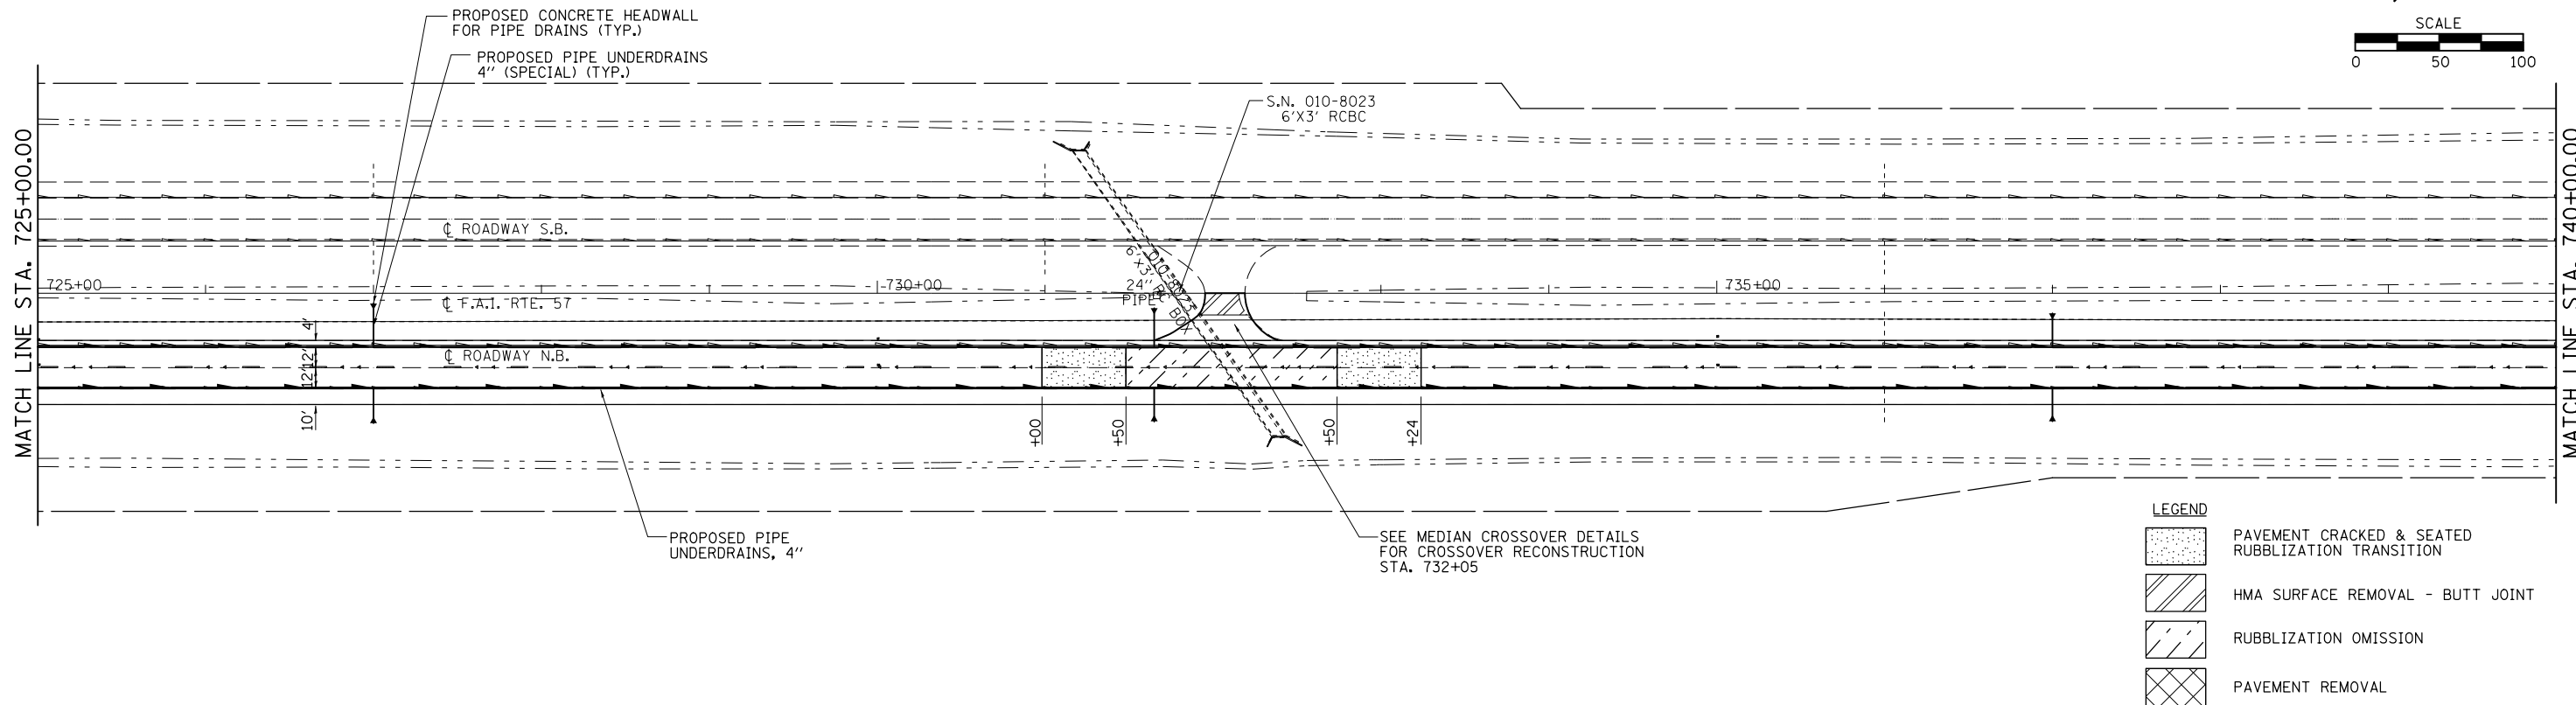 PROPOSED CONCRETE HEADWALL
FOR PIPE DRAINS (TYP.)
PROPOSED PIPE UNDERDRAINS
4'' (SPECIAL) (TYP.)
SCALE
0 50 100
S.N. 010-8023
6'X3' RCBC
MATCH LINE STA. 725+00.00
MATCH LINE STA. 740+00.00
℄ ROADWAY S.B.
725+00
730+00
735+00
℄ F.A.I. RTE. 57
010-8023
24''
PIPE
4'
12'
12'
10'
℄ ROADWAY N.B.
+00
+50
+50
+24
PROPOSED PIPE
UNDERDRAINS, 4''
SEE MEDIAN CROSSOVER DETAILS
FOR CROSSOVER RECONSTRUCTION
STA. 732+05
LEGEND
PAVEMENT CRACKED & SEATED
RUBBLIZATION TRANSITION
HMA SURFACE REMOVAL - BUTT JOINT
RUBBLIZATION OMISSION
PAVEMENT REMOVAL